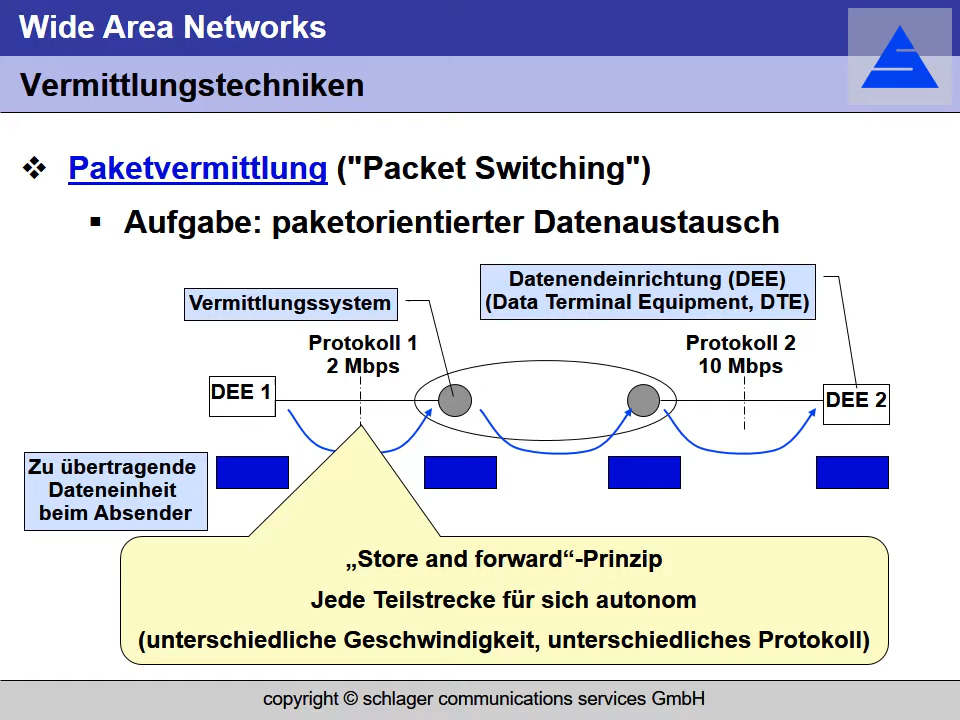 Wide Area Networks
Vermittlungstechniken
Paketvermittlung ("Packet Switching")
Aufgabe: paketorientierter Datenaustausch
Datenendeinrichtung (DEE)
(Data Terminal Equipment, DTE)
Vermittlungssystem
Protokoll 1
2 Mbps
Protokoll 2
10 Mbps
DEE 1
DEE 2
Zu übertragende
Dateneinheit
beim Absender
„Store and forward“-Prinzip
Jede Teilstrecke für sich autonom
(unterschiedliche Geschwindigkeit, unterschiedliches Protokoll)
copyright © schlager communications services GmbH